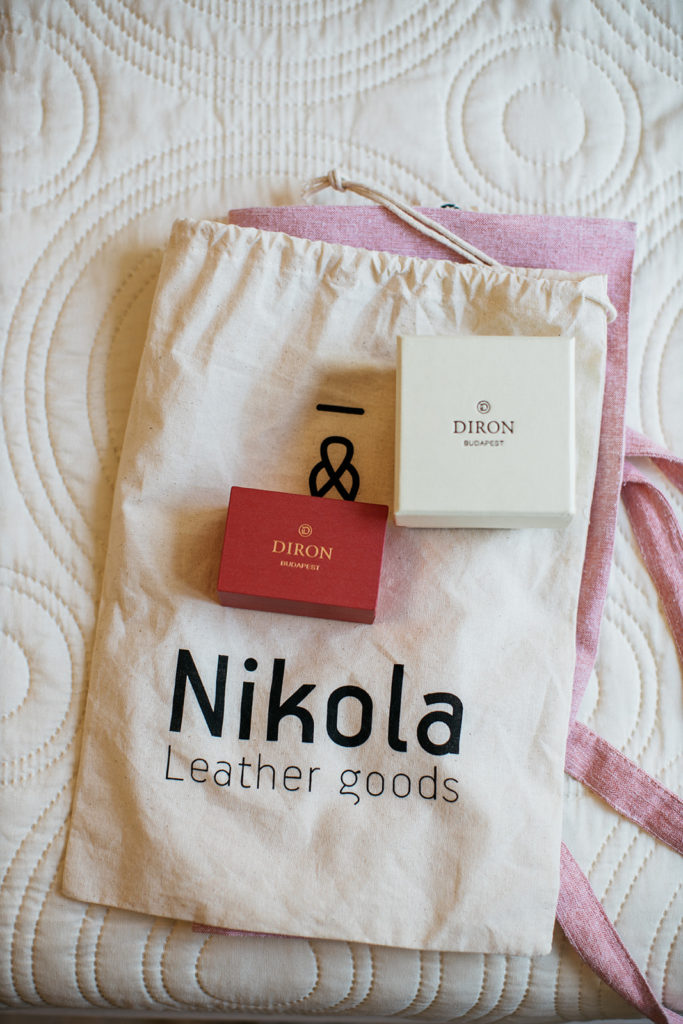 DIRON
BUDAPEST
DIRON
BUDAPEST
Nikola
Leather goods